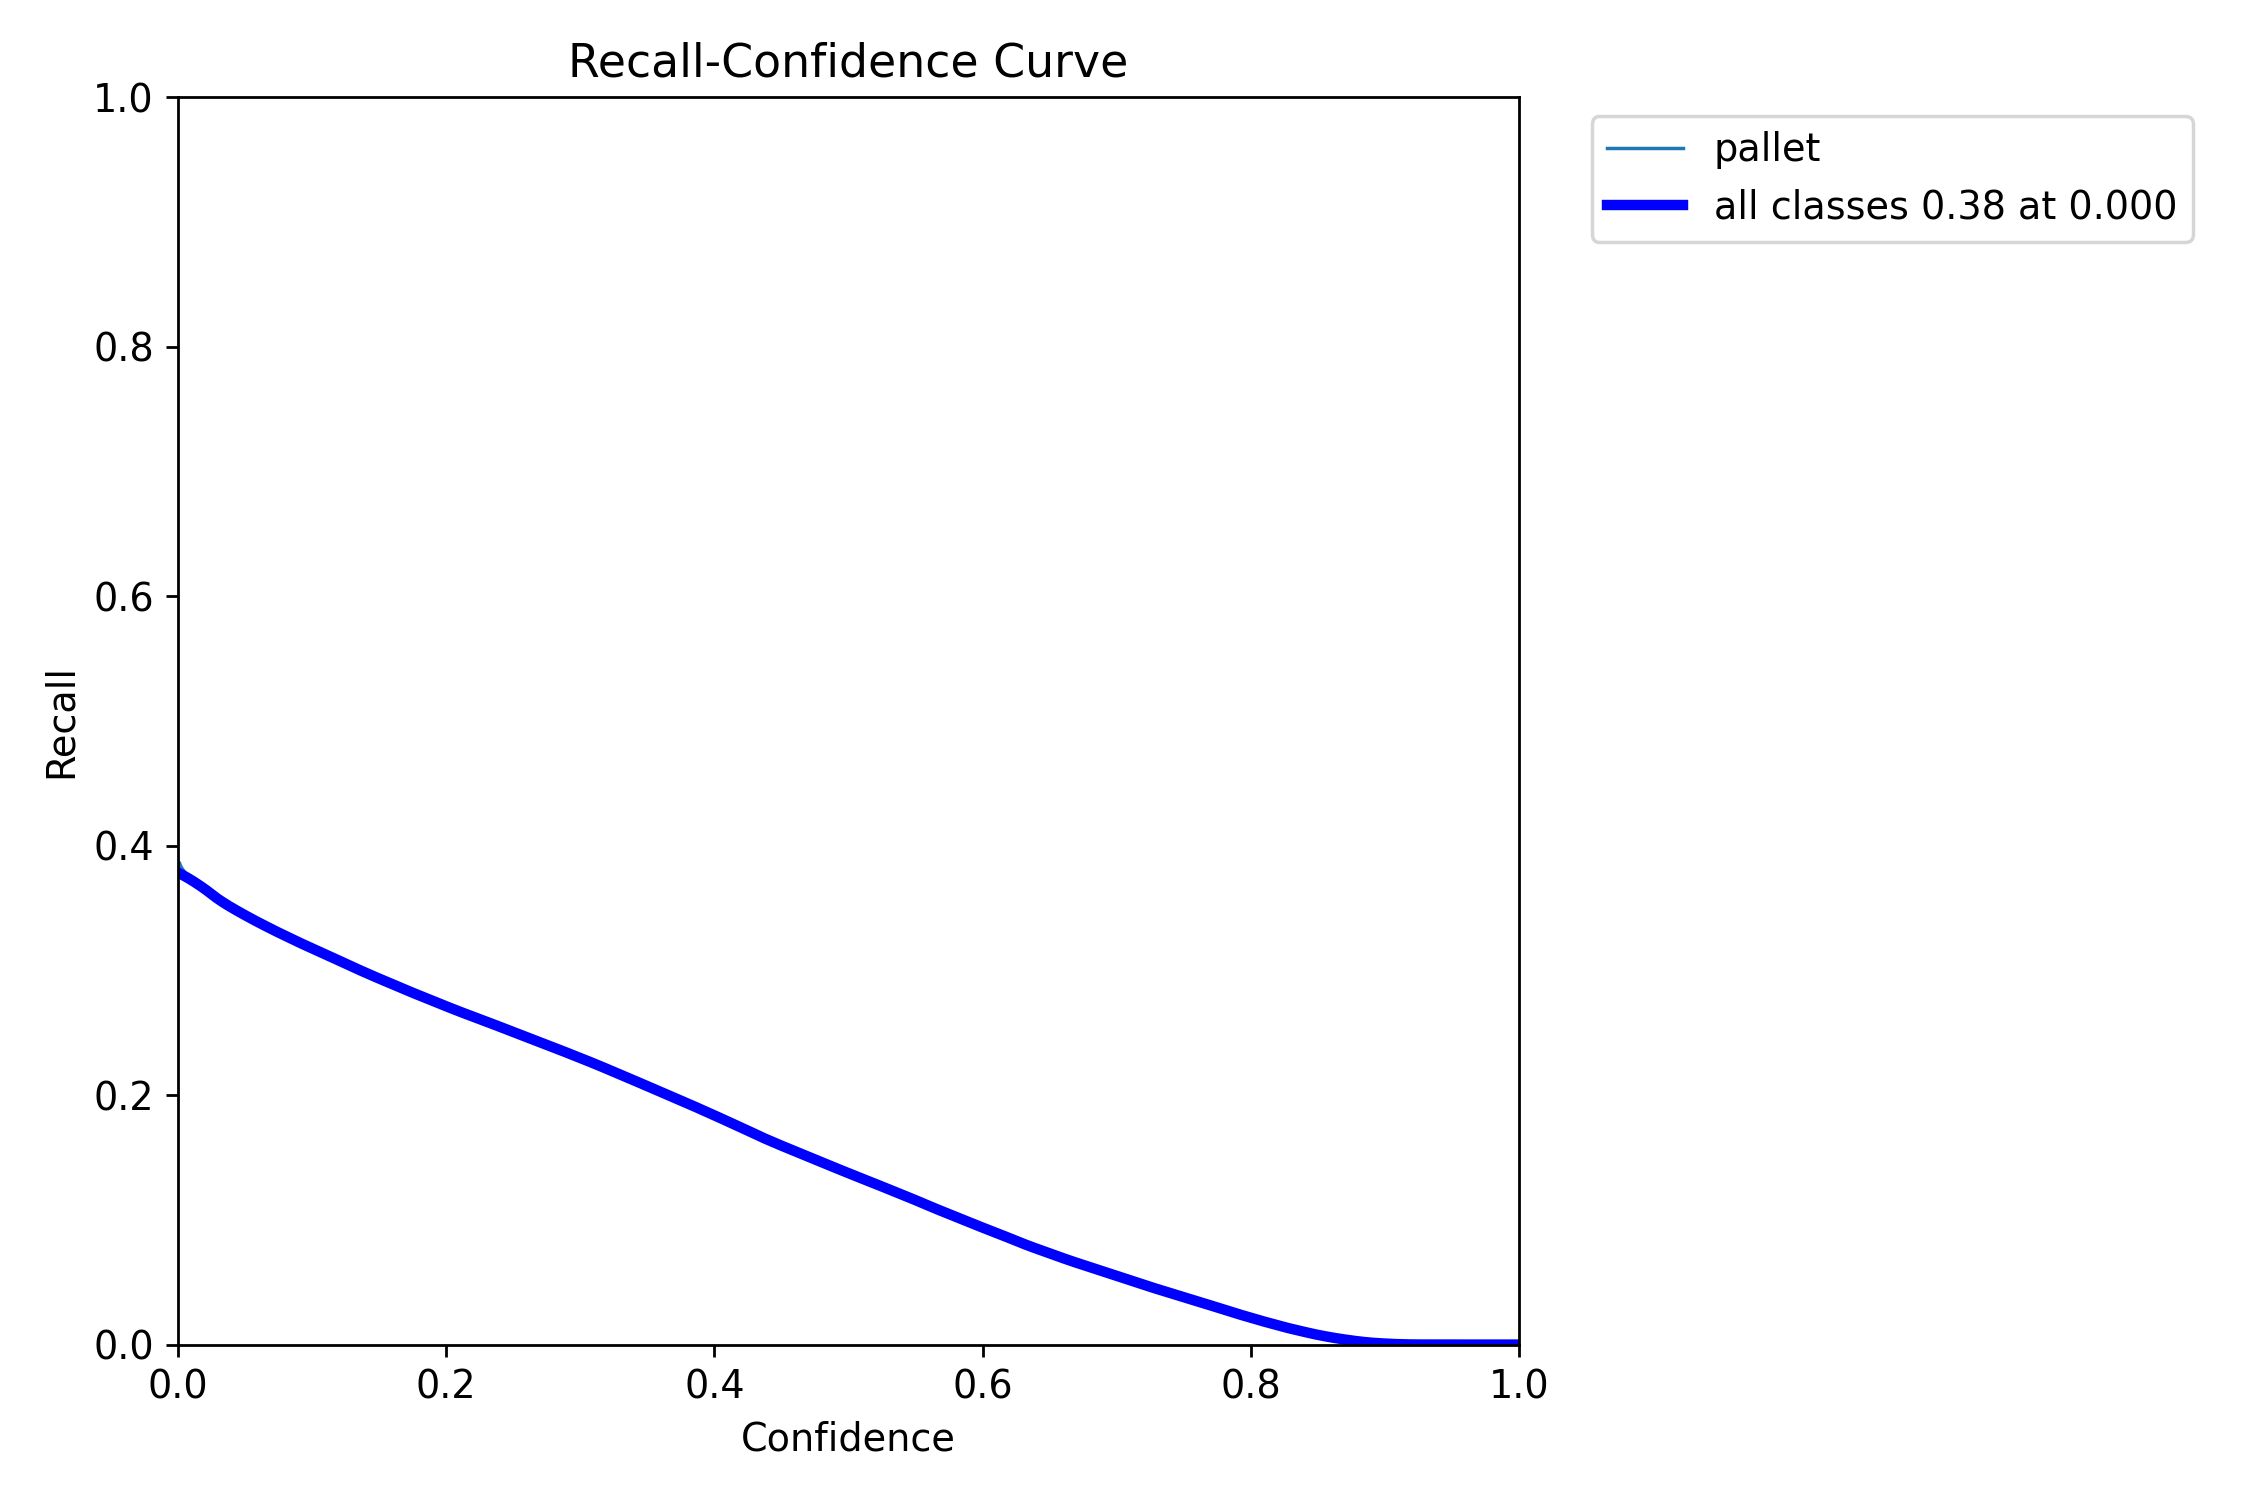 Recall-Confidence Curve
1.0
0.8
0.6
0.4
0.2
0.0
Recall
0.0 0.2 0.4 0.6 0.8 1.0
Confidence
pallet
all classes 0.38 at 0.000